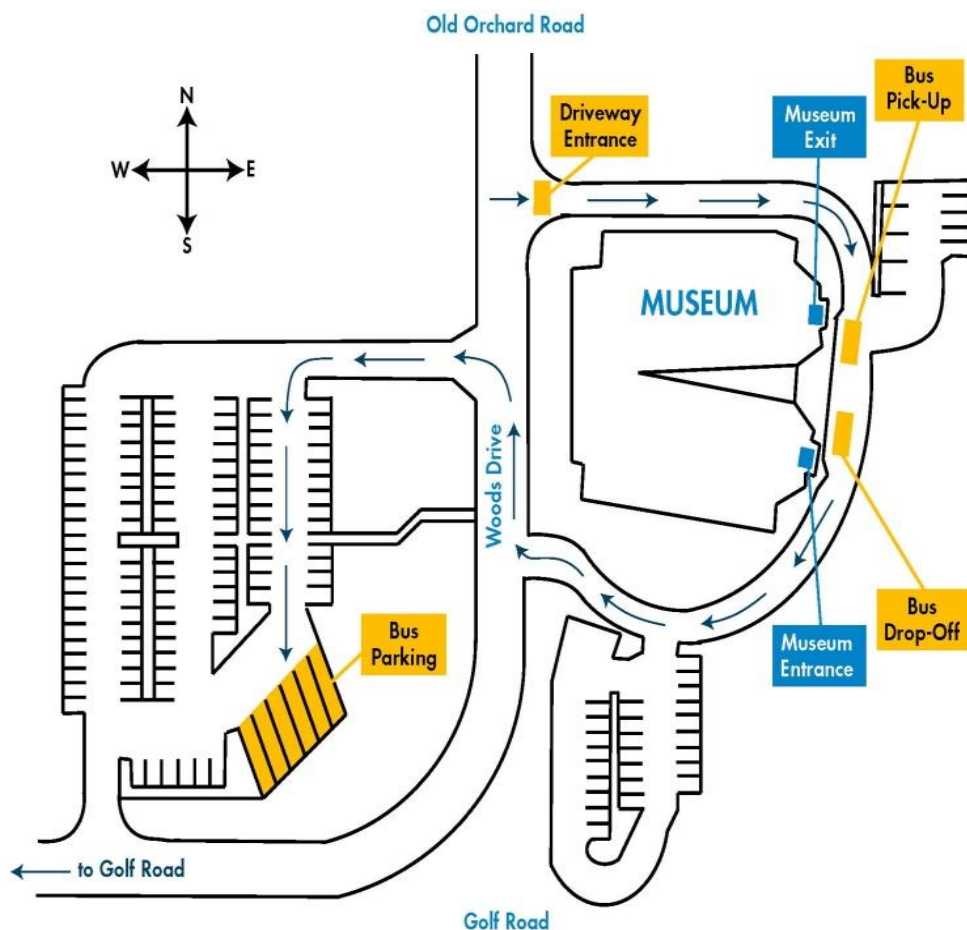 Old Orchard Road
N
W
E
S
Driveway
Entrance
Museum
Exit
Bus
Pick-Up
MUSEUM
Woods Drive
Bus
Parking
Museum
Entrance
Bus
Drop-Off
to Golf Road
Golf Road